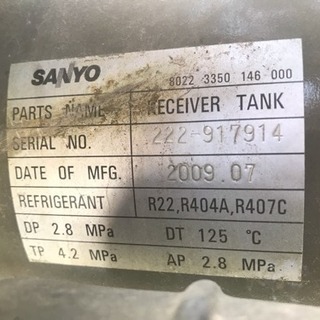 SANYO 8022 3350 146 000
PARTS NAME RECEIVER TANK
SERIAL NO. 222-917914
DATE OF MFG. 2009.07
REFRIGERANT R22,R404A,R407C
DP 2.8 MPa DT 125 °C
TP 4.2 MPa AP 2.8 MPa